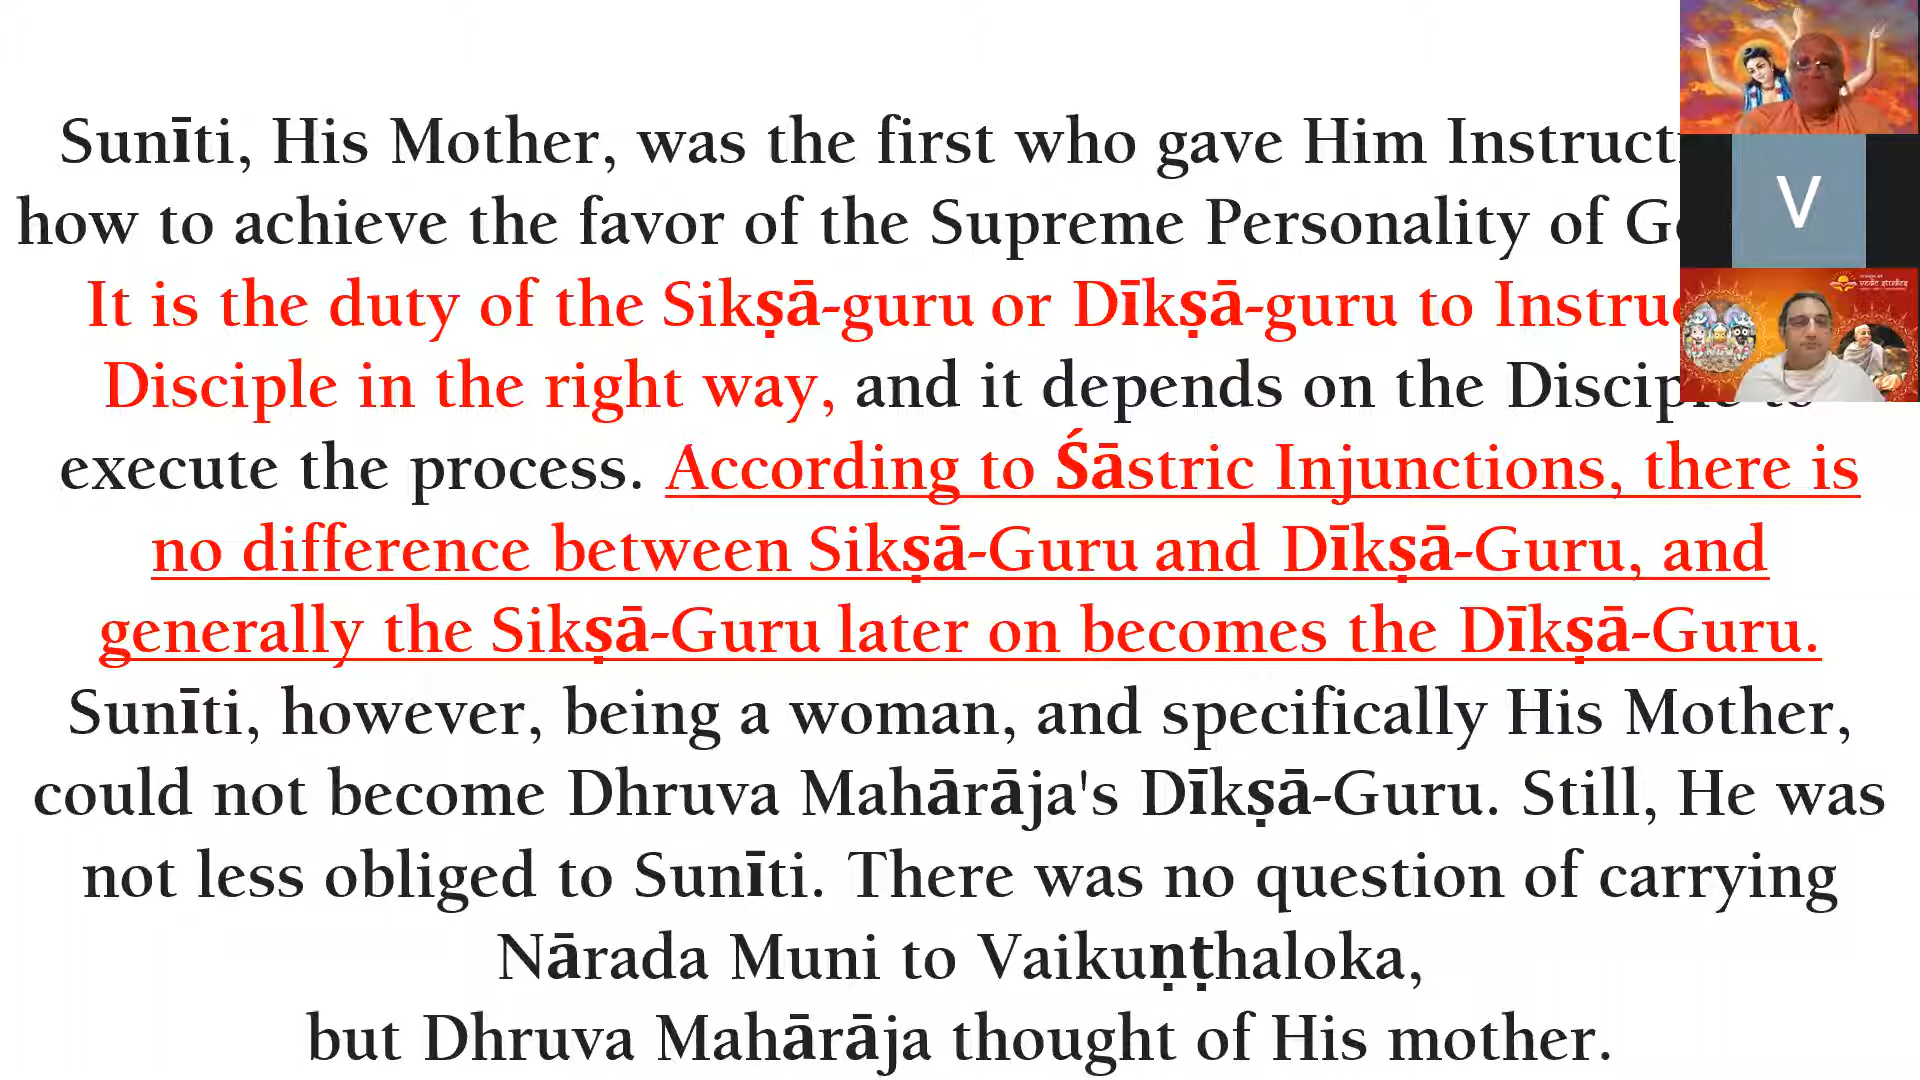 Sunīti, His Mother, was the first who gave Him
how to achieve the favor of the Supreme Personality of
It is the duty of the Sikṣā-guru or Dīkṣā-guru to
Disciple in the right way, and it depends on the Disciple to
execute the process. According to Śāstric Injunctions, there is
no difference between Sikṣā-Guru and Dīkṣā-Guru, and
generally the Sikṣā-Guru later on becomes the Dīkṣā-Guru.
Sunīti, however, being a woman, and specifically His Mother,
could not become Dhruva Mahārāja's Dīkṣā-Guru. Still, He was
not less obliged to Sunīti. There was no question of carrying
Nārada Muni to Vaikuṇṭhaloka,
but Dhruva Mahārāja thought of His mother.
V
vedic studies